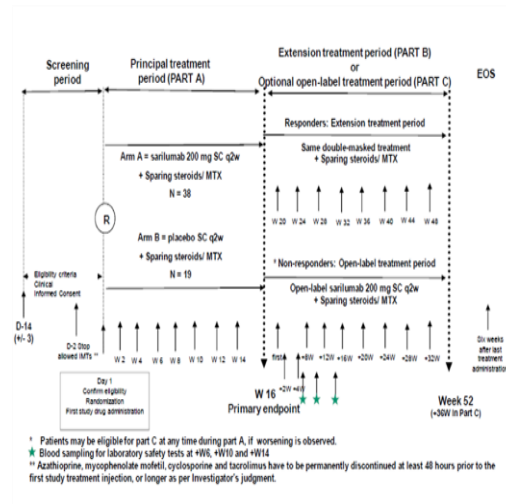 Screening
period
Principal treatment
period (PART A)
Extension treatment period (PART B)
or
Optional open-label treatment period (PART C)
EOS
Responders: Extension treatment period
Arm A = sarilumab 200 mg SC q2w
+ Sparing steroids/ MTX
N = 38
Same double-masked treatment
+ Sparing steroids/ MTX
R
W 20 W 24 W 28 W 32 W 36 W 40 W 44 W 48
Arm B = placebo SC q2w
+ Sparing steroids/ MTX
N = 19
* Non-responders: Open-label treatment period
Open-label sarilumab 200 mg SC q2w
+ Sparing steroids/ MTX
Eligibility criteria
Clinical
Informed Consent
D-14
(+/- 3)
D-2 Stop
allowed IMTs **
W 2 W 4 W 6 W 8 W 10 W 12 W 14
first +2W +4W +8W +12W +16W +20W +24W +28W +32W
weeks
after last
treatment
administration
Day 1
Confirm eligibility
Randomization
First study drug administration
W 16
Primary endpoint
Week 52
(+36W in Part C)
* Patients may be eligible for part C at any time during part A, if worsening is observed.
★ Blood sampling for laboratory safety tests at +W6, +W10 and +W14
** Azathioprine, mycophenolate mofetil, cyclosporine and tacrolimus have to be permanently discontinued at least 48 hours prior to the
first study treatment injection, or longer as per Investigator's judgment.